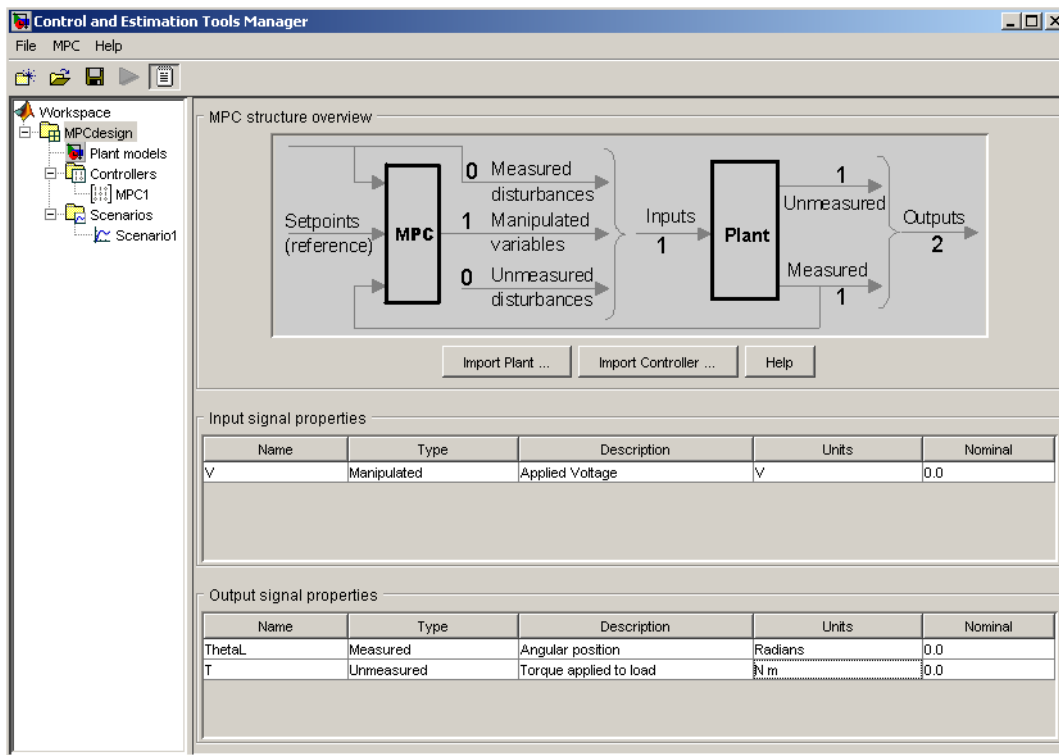 Control and Estimation Tools Manager
File MPC Help
Workspace
MPCdesign
Plant models
Controllers
MPC1
Scenarios
Scenario1
MPC structure overview
0 Measured
disturbances
Setpoints
(reference)
MPC
1 Manipulated
variables
0 Unmeasured
disturbances
Inputs
1
Plant
1
Unmeasured
Measured
1
Outputs
2
Import Plant ...
Import Controller ...
Help
Input signal properties
Name Type Description Units Nominal
V Manipulated Applied Voltage V 0.0
Output signal properties
Name Type Description Units Nominal
ThetaL Measured Angular position Radians 0.0
T Unmeasured Torque applied to load N m 0.0